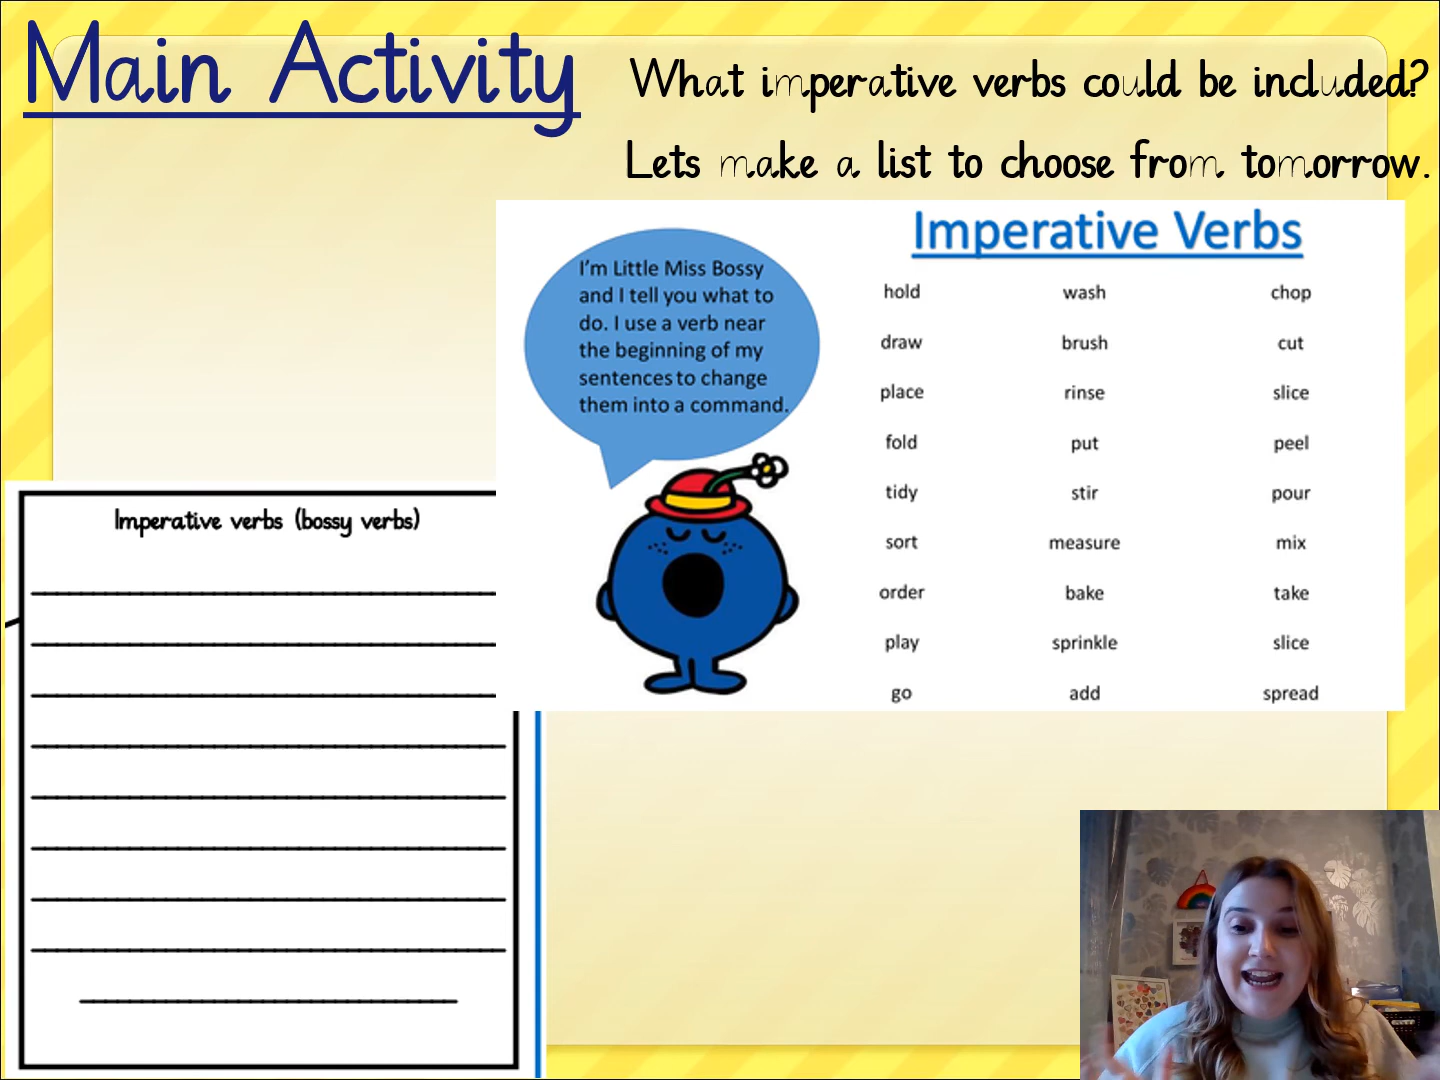 Main Activity
What imperative verbs could be included?
Lets make a list to choose from tomorrow.
Imperative Verbs
I'm Little Miss Bossy
and I tell you what to
do. I use a verb near
the beginning of my
sentences to change
them into a command.
hold wash chop
draw brush cut
place rinse slice
fold put peel
tidy stir pour
sort measure mix
order bake take
play sprinkle slice
go add spread
Imperative verbs (bossy verbs)